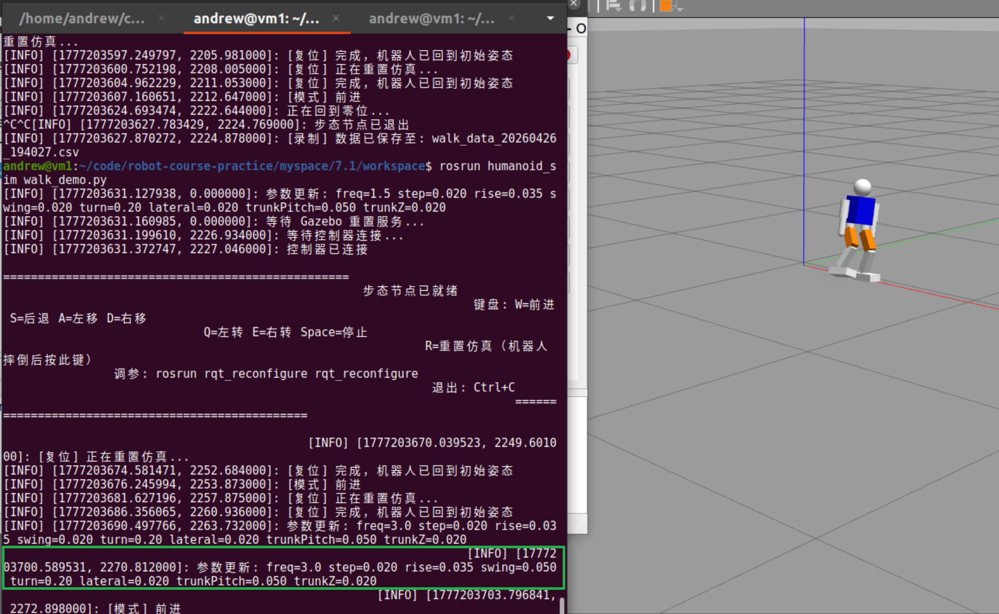 /home/andrew/c... × andrew@vm1: ~/... × andrew@vm1: ~/... ×
- O
重置仿真...
[INFO] [1777203597.249797, 2205.981000]: [复位] 完成，机器人已回到初始姿态
[INFO] [1777203600.752198, 2208.005000]: [复位] 正在重置仿真...
[INFO] [1777203604.962229, 2211.053000]: [复位] 完成，机器人已回到初始姿态
[INFO] [1777203607.160651, 2212.647000]: [模式] 前进
[INFO] [1777203624.693474, 2222.644000]: 正在回到零位...
^C^C[INFO] [1777203627.783429, 2224.769000]: 步态节点已退出
[INFO] [1777203627.870272, 2224.878000]: [录制] 数据已保存至: walk_data_20260426
_194027.csv
andrew@vm1:~/code/robot-course-practice/myspace/7.1/workspace$ rosrun humanoid_s
im walk_demo.py
[INFO] [1777203631.127938, 0.000000]: 参数更新: freq=1.5 step=0.020 rise=0.035 s
wing=0.020 turn=0.20 lateral=0.020 trunkPitch=0.050 trunkZ=0.020
[INFO] [1777203631.160985, 0.000000]: 等待 Gazebo 重置服务...
[INFO] [1777203631.199610, 2226.934000]: 等待控制器连接...
[INFO] [1777203631.372747, 2227.046000]: 控制器已连接
==================================================
步态节点已就绪
键盘: W=前进
S=后退 A=左移 D=右移
Q=左转 E=右转 Space=停止
R=重置仿真（机器人
摔倒后按此键）
调参: rosrun rqt_reconfigure rqt_reconfigure
退出: Ctrl+C
======
============================================
[INFO] [1777203670.039523, 2249.6010
00]: [复位] 正在重置仿真...
[INFO] [1777203674.581471, 2252.684000]: [复位] 完成，机器人已回到初始姿态
[INFO] [1777203676.245994, 2253.873000]: [模式] 前进
[INFO] [1777203681.627196, 2257.875000]: [复位] 正在重置仿真...
[INFO] [1777203686.356065, 2260.936000]: [复位] 完成，机器人已回到初始姿态
[INFO] [1777203690.497766, 2263.732000]: 参数更新: freq=3.0 step=0.020 rise=0.03
5 swing=0.020 turn=0.20 lateral=0.020 trunkPitch=0.050 trunkZ=0.020
[INFO] [17772
03700.589531, 2270.812000]: 参数更新: freq=3.0 step=0.020 rise=0.035 swing=0.050
turn=0.20 lateral=0.020 trunkPitch=0.050 trunkZ=0.020
[INFO] [1777203703.796841,
2272.898000]: [模式] 前进